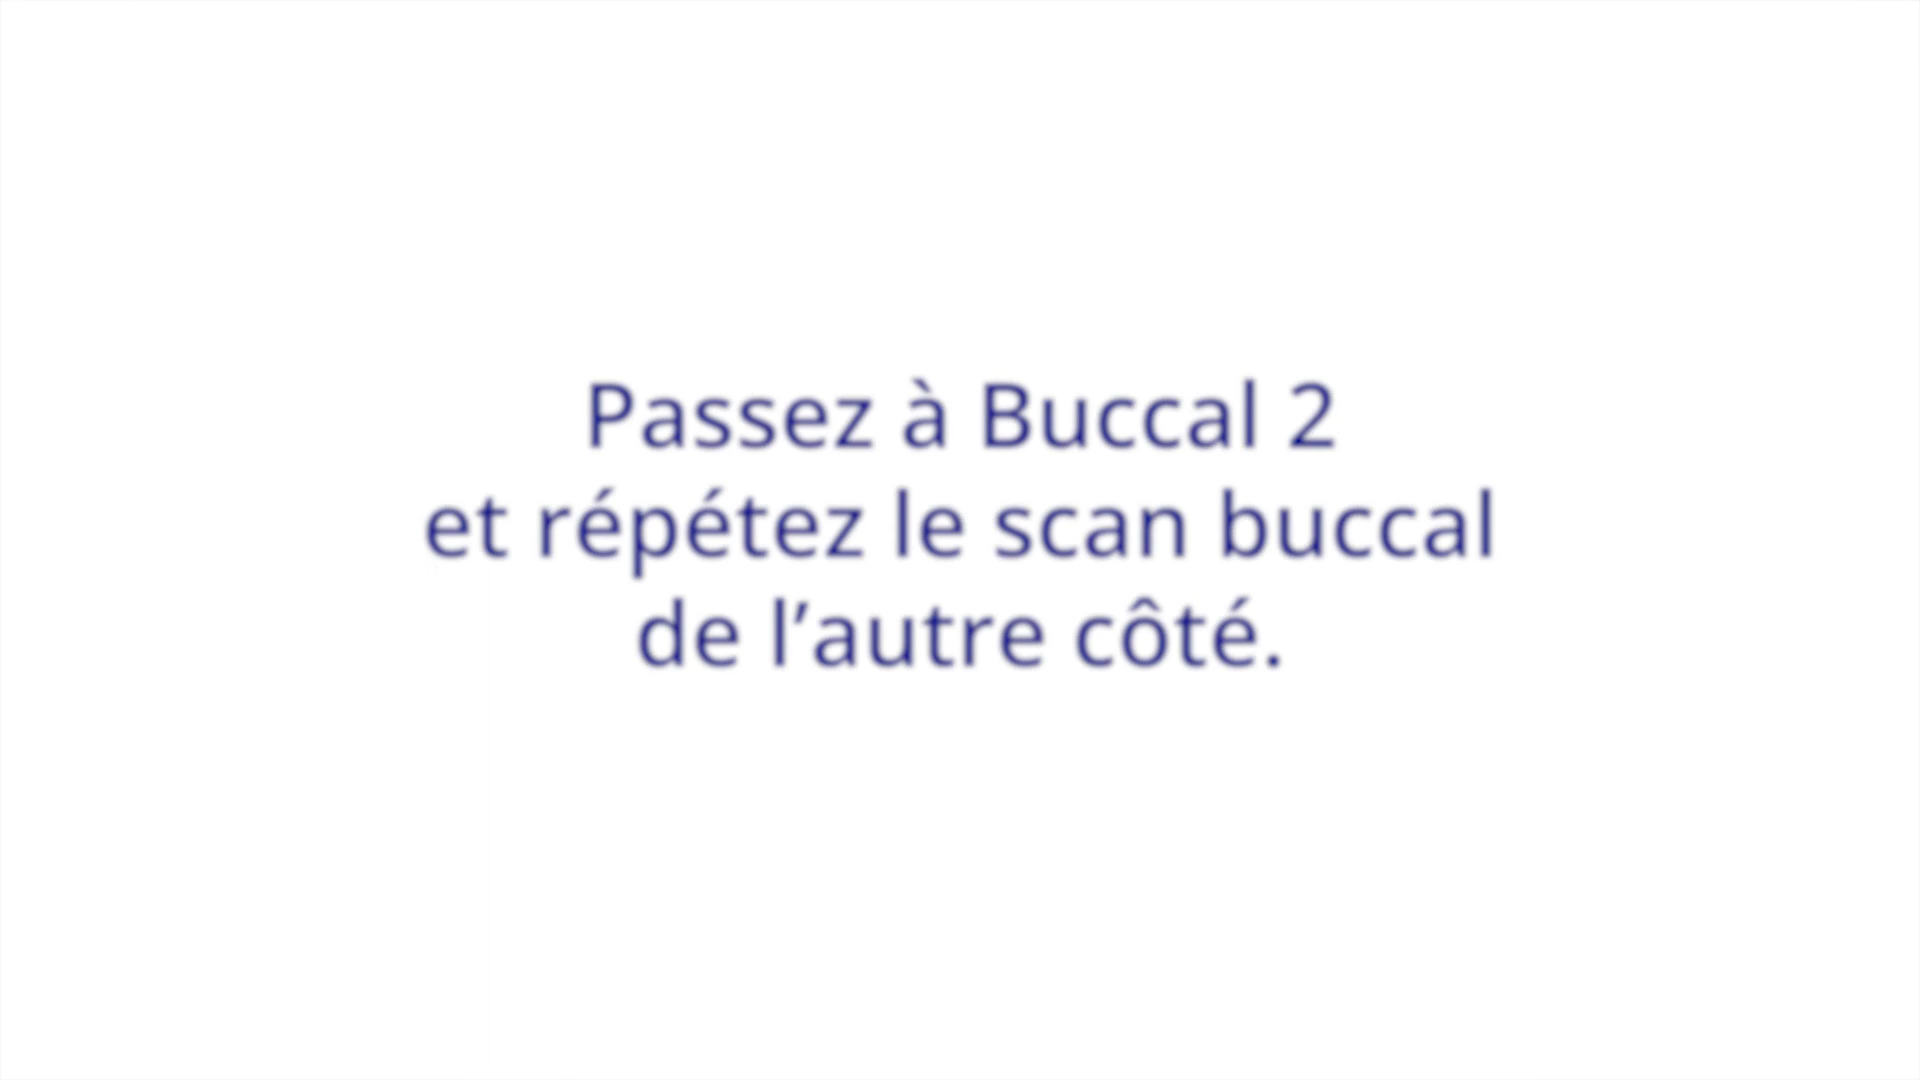 Passez à Buccal 2
et répétez le scan buccal
de l’autre côté.